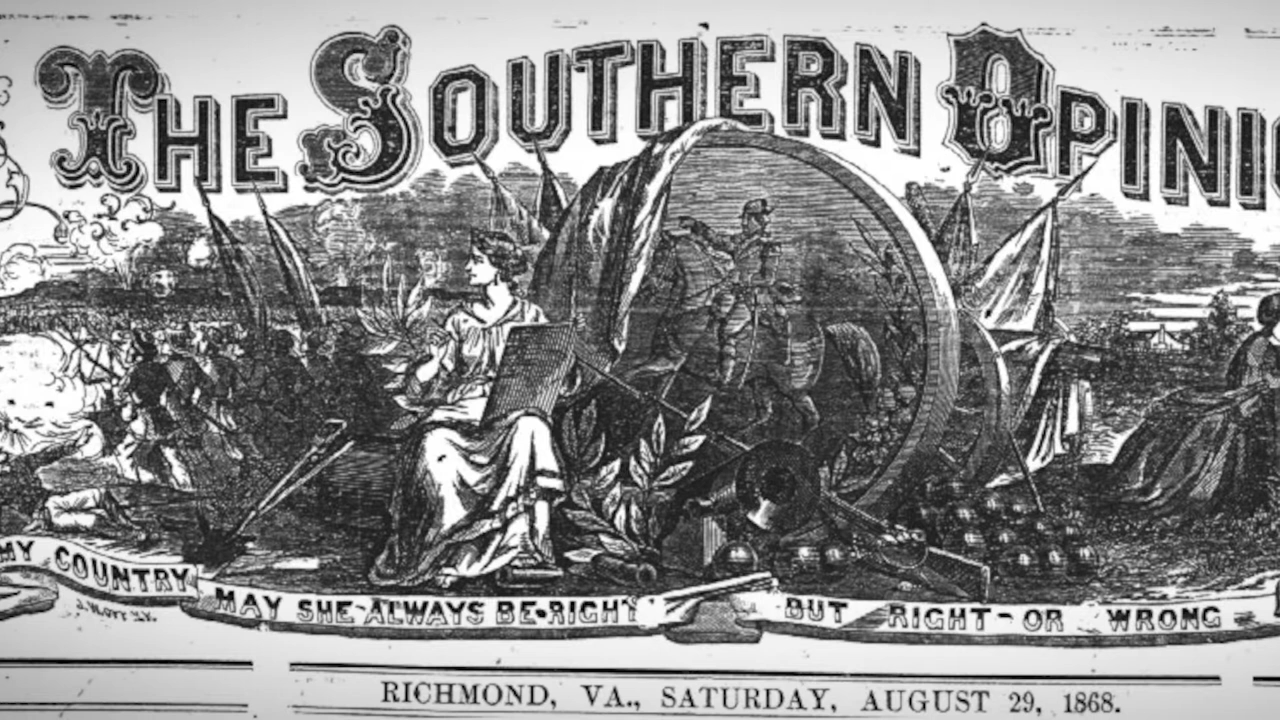 THE SOUTHERN OPINI
MY COUNTRY MAY SHE ALWAYS BE RIGHT BUT RIGHT - OR WRONG
RICHMOND, VA., SATURDAY, AUGUST 29, 1868.